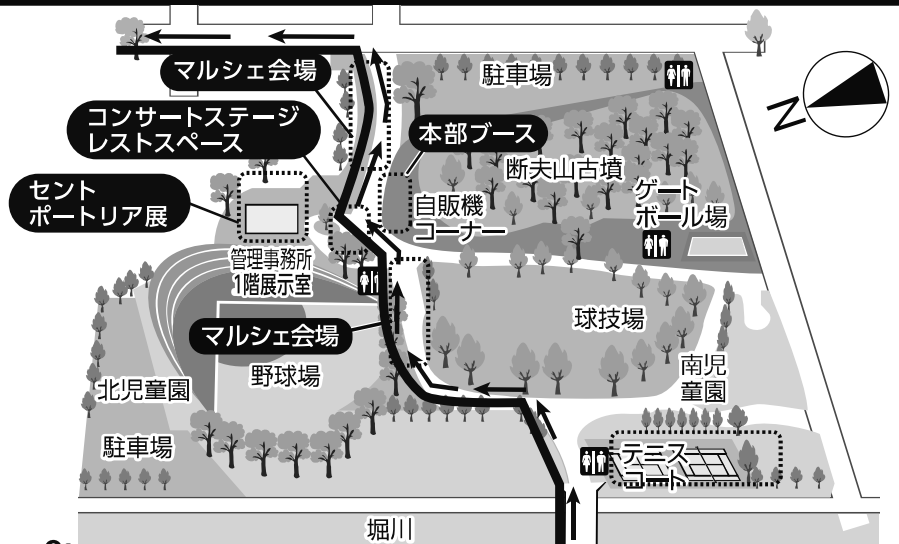 マルシェ会場
駐車場
コンサートステージ
レストスペース
本部ブース
断夫山古墳
N
セント
ポートリア展
自販機
コーナー
ゲート
ボール場
管理事務所
1階展示室
マルシェ会場
球技場
野球場
北児童園
南児
童園
駐車場
テニス
コート
堀川